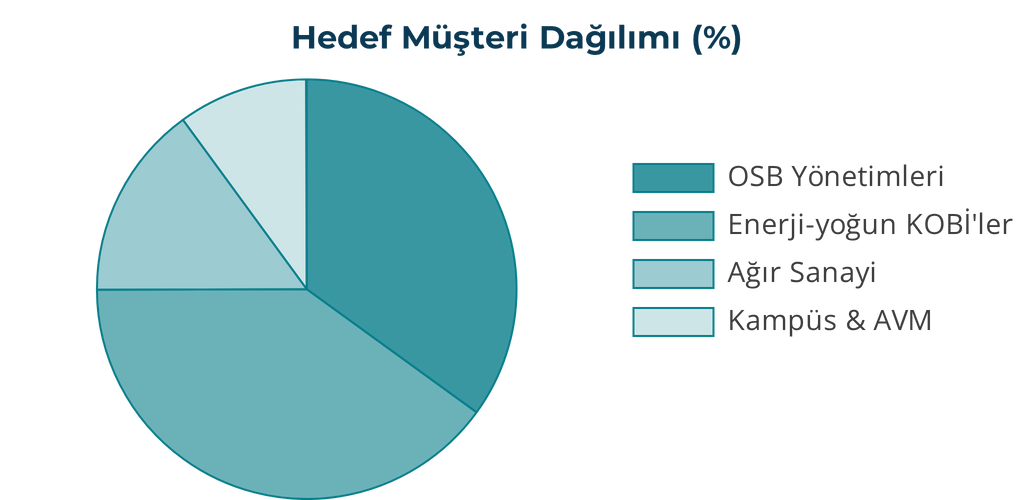 Hedef Müşteri Dağılımı (%)
OSB Yönetimleri
Enerji-yoğun KOBİ'ler
Ağır Sanayi
Kampüs & AVM